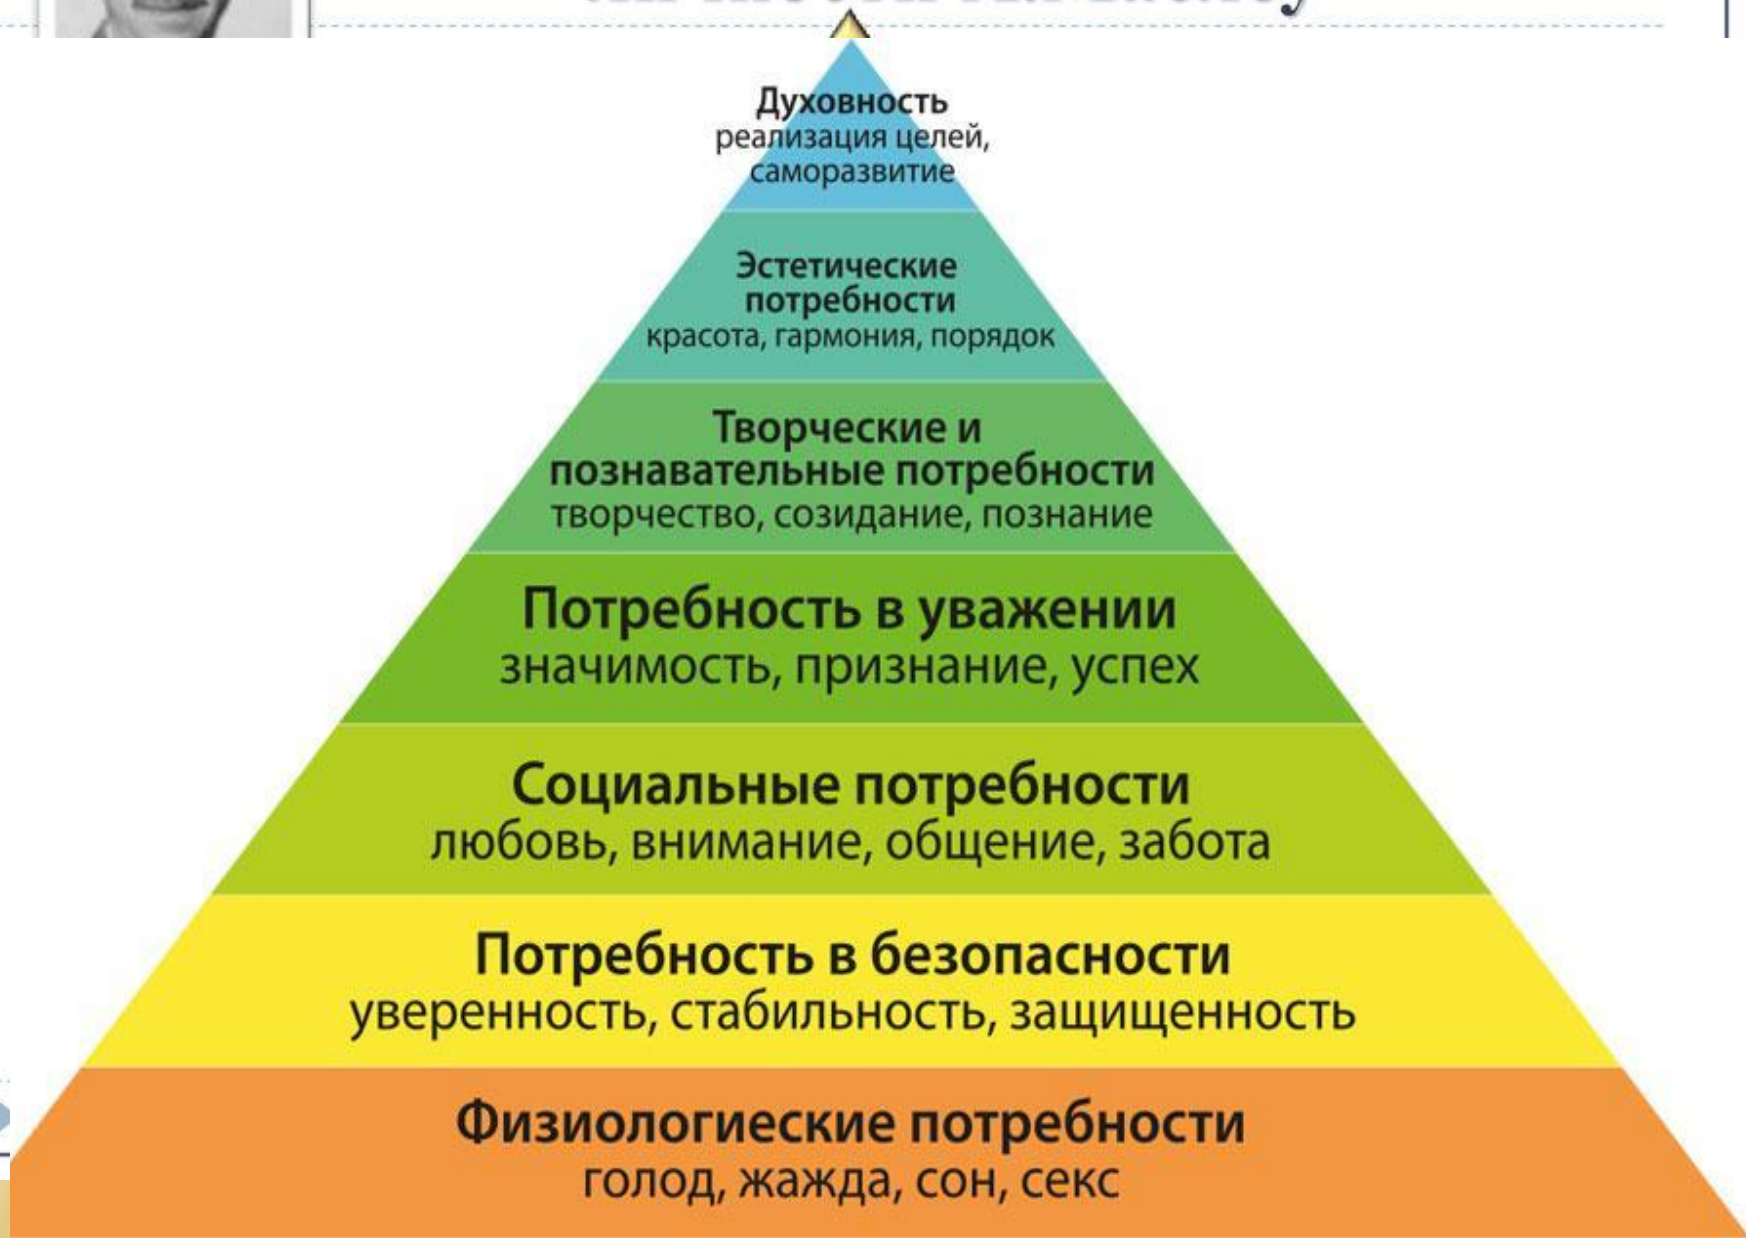 Духовность
реализация целей,
саморазвитие
Эстетические
потребности
красота, гармония, порядок
Творческие и
познавательные потребности
творчество, созидание, познание
Потребность в уважении
значимость, признание, успех
Социальные потребности
любовь, внимание, общение, забота
Потребность в безопасности
уверенность, стабильность, защищенность
Физиологиеские потребности
голод, жажда, сон, секс